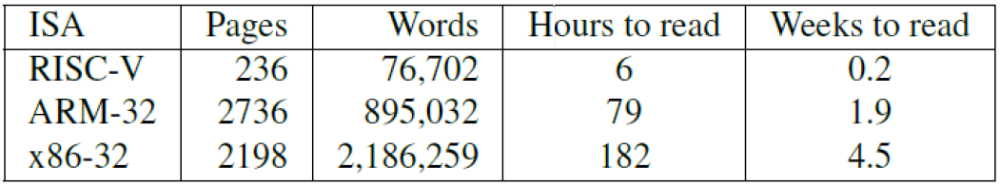 ISA Pages Words Hours to read Weeks to read
RISC-V 236 76,702 6 0.2
ARM-32 2736 895,032 79 1.9
x86-32 2198 2,186,259 182 4.5